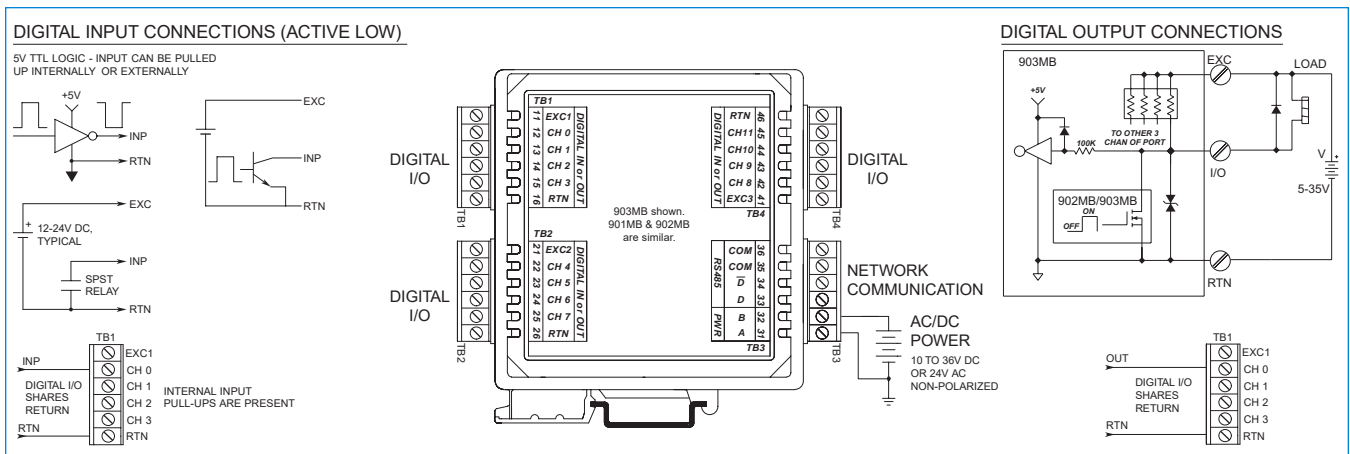 DIGITAL INPUT CONNECTIONS (ACTIVE LOW)
5V TTL LOGIC - INPUT CAN BE PULLED
UP INTERNALLY OR EXTERNALLY
+5V
INP
RTN
EXC
INP
RTN
EXC
+
12-24V DC,
TYPICAL
INP
SPST
RELAY
RTN
TB1
INP
EXC1
CH 0
DIGITAL I/O
SHARES
RETURN
CH 1
CH 2
CH 3
RTN
RTN
INTERNAL INPUT
PULL-UPS ARE PRESENT
DIGITAL
I/O
TB1
DIGITAL
I/O
TB2
TB1
11 EXC1
12 CH 0
13 CH 1
14 CH 2
15 CH 3
16 RTN
DIGITAL IN or OUT
TB2
21 EXC2
22 CH 4
23 CH 5
24 CH 6
25 CH 7
26 RTN
DIGITAL IN or OUT
903MB shown.
901MB & 902MB
are similar.
DIGITAL IN or OUT
RTN 46
CH11 45
CH10 44
CH 9 43
CH 8 42
EXC3 41
TB4
RS485
COM 36
COM 35
D 34
D 33
PWR
B 32
A 31
TB3
TB4
DIGITAL
I/O
TB3
NETWORK
COMMUNICATION
AC/DC
POWER
10 TO 36V DC
OR 24V AC
NON-POLARIZED
DIGITAL OUTPUT CONNECTIONS
903MB
EXC
LOAD
+5V
TO OTHER 3
CHAN OF PORT
100K
I/O
V
+
5-35V
902MB/903MB
ON
OFF
RTN
TB1
OUT
EXC1
CH 0
DIGITAL I/O
SHARES
RETURN
CH 1
CH 2
CH 3
RTN
RTN